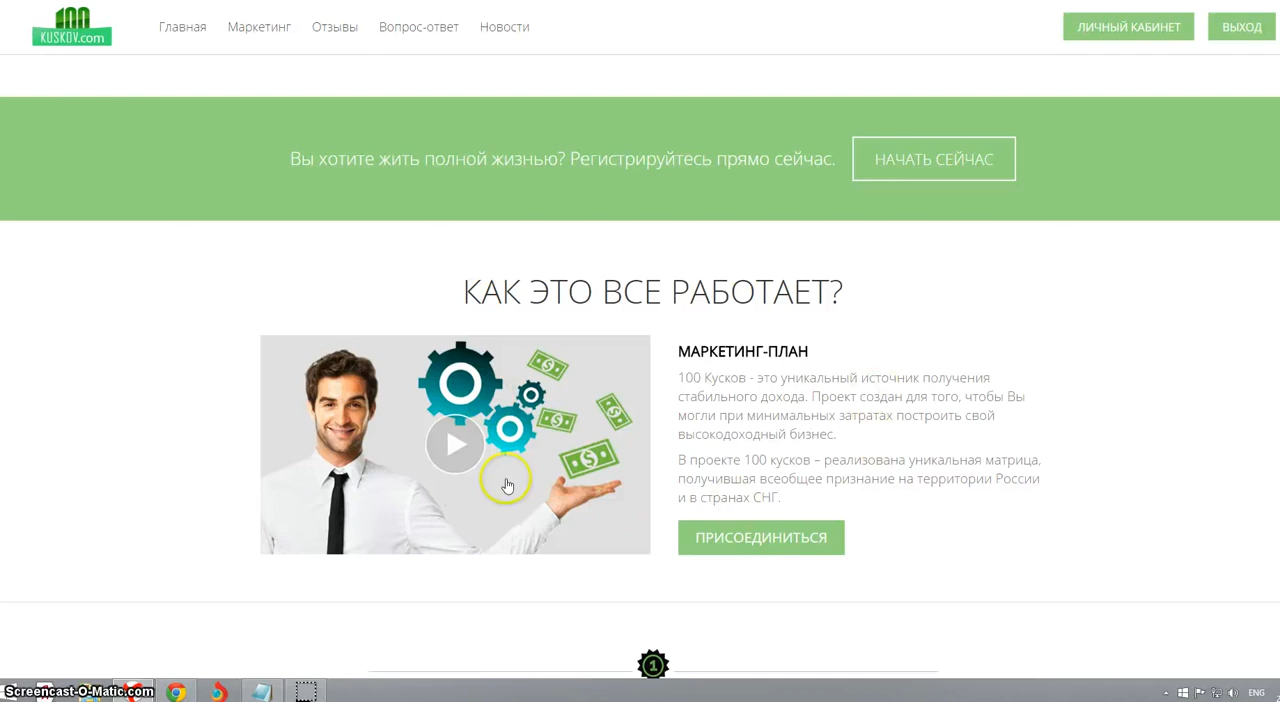 100
KUSKOV.com
Главная Маркетинг Отзывы Вопрос-ответ Новости
ЛИЧНЫЙ КАБИНЕТ ВЫХОД
Вы хотите жить полной жизнью? Регистрируйтесь прямо сейчас. НАЧАТЬ СЕЙЧАС
КАК ЭТО ВСЕ РАБОТАЕТ?
МАРКЕТИНГ-ПЛАН
100 Кусков - это уникальный источник получения
стабильного дохода. Проект создан для того, чтобы Вы
могли при минимальных затратах построить свой
высокодоходный бизнес.
В проекте 100 кусков – реализована уникальная матрица,
получившая всеобщее признание на территории России
и в странах СНГ.
ПРИСОЕДИНИТЬСЯ
1
Screencast-O-Matic.com
ENG